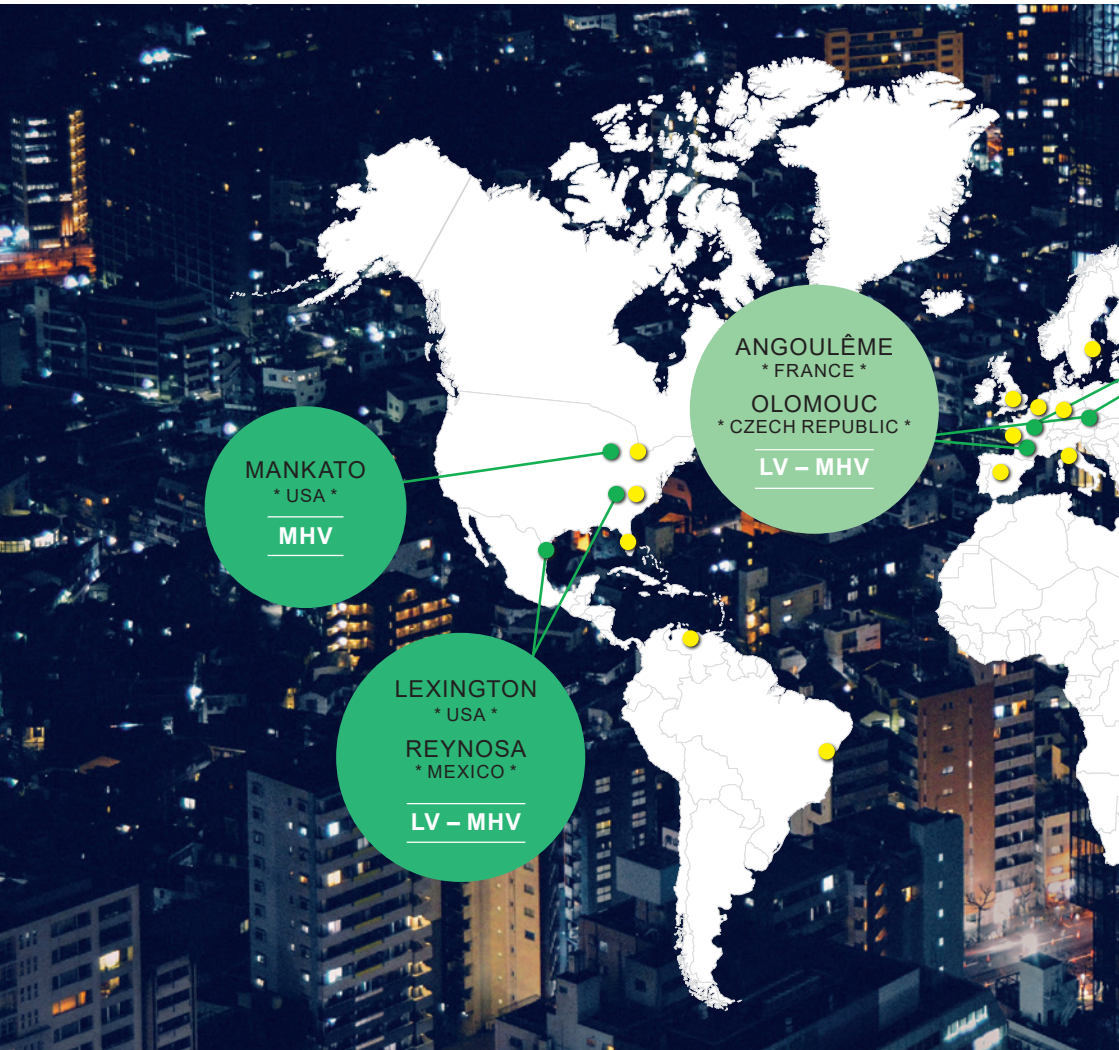 ANGOULÊME
* FRANCE *
OLOMOUC
* CZECH REPUBLIC *
LV – MHV
MANKATO
* USA *
MHV
LEXINGTON
* USA *
REYNOSA
* MEXICO *
LV – MHV